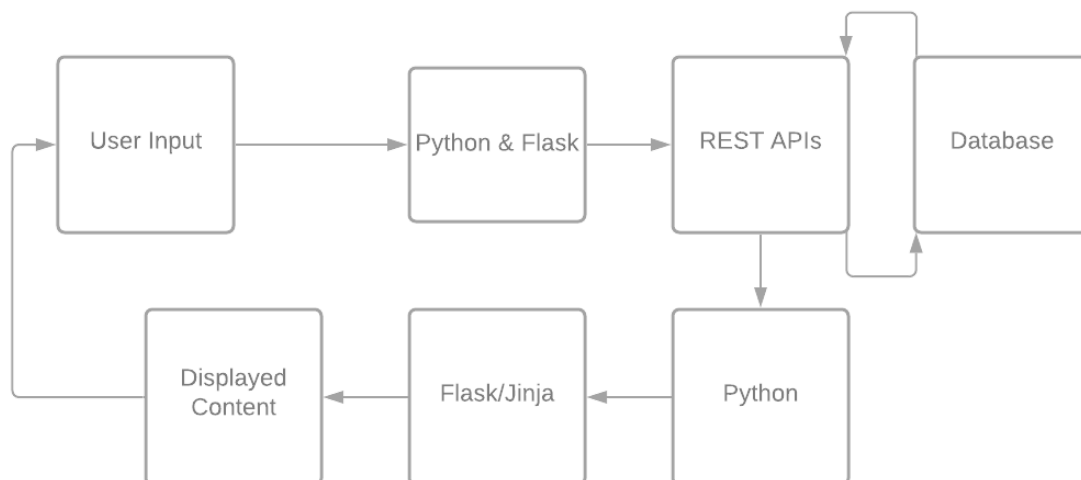 User Input
Python & Flask
REST APIs
Database
Displayed
Content
Flask/Jinja
Python